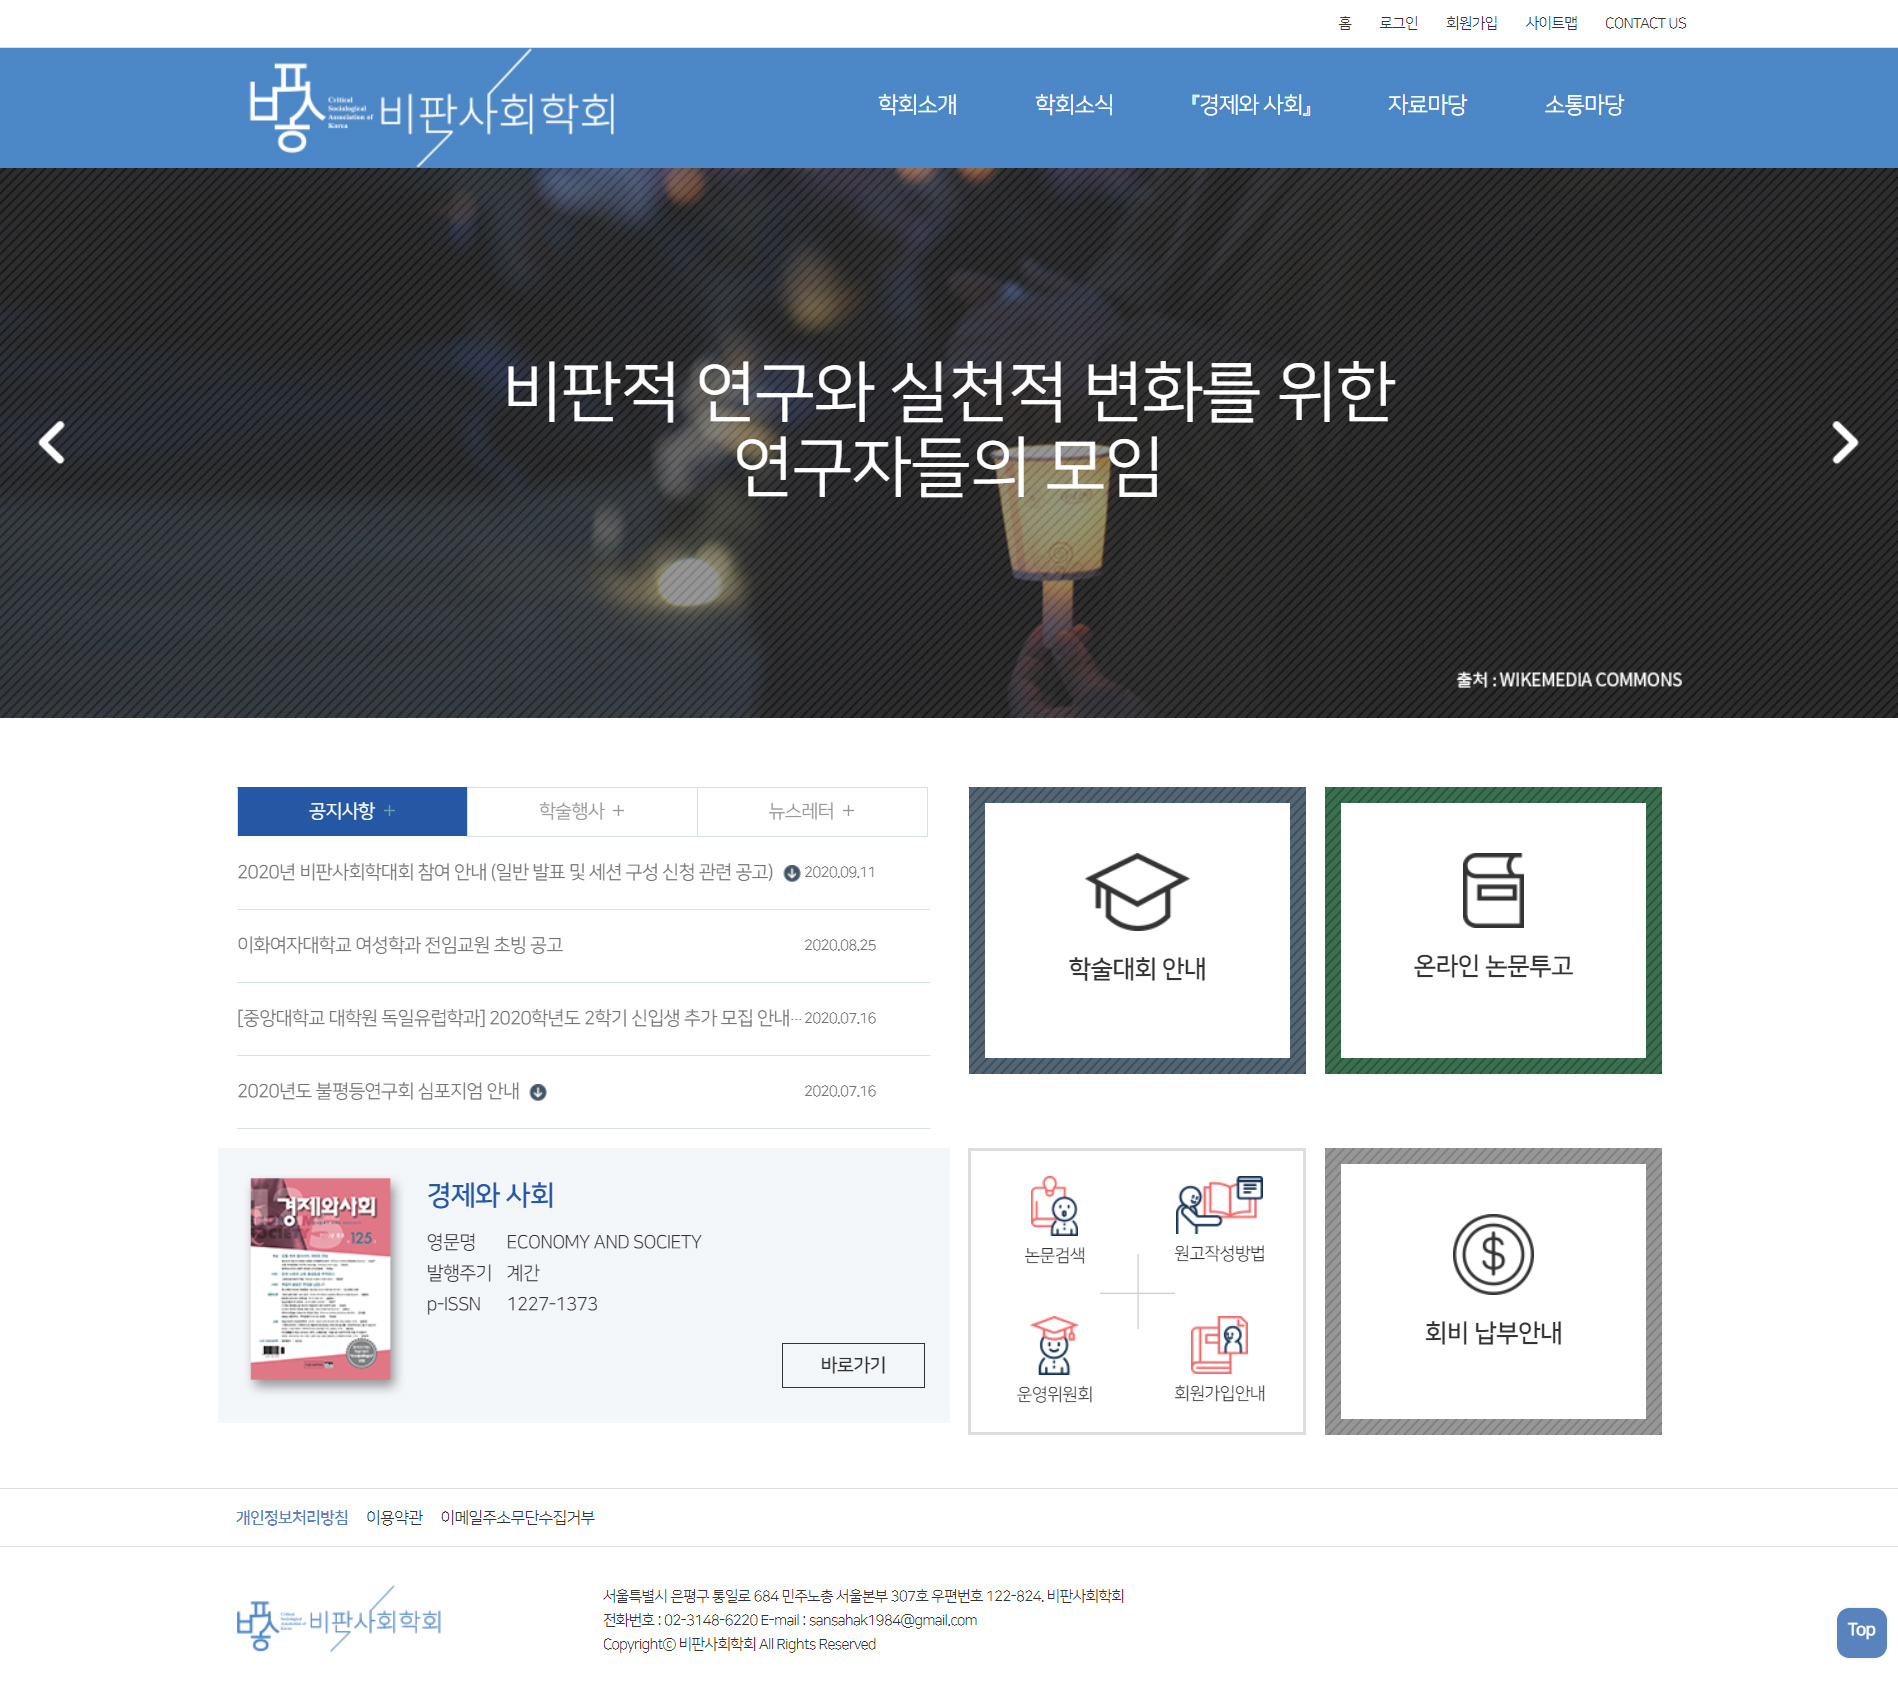 홈 로그인 회원가입 사이트맵 CONTACT US
비판사회학회
Critical
Sociological
Association of
Korea
학회소개 학회소식 『경제와 사회』 자료마당 소통마당
비판적 연구와 실천적 변화를 위한
연구자들의 모임
출처 : WIKEMEDIA COMMONS
공지사항 + 학술행사 + 뉴스레터 +
2020년 비판사회학대회 참여 안내 (일반 발표 및 세션 구성 신청 관련 공고) 2020.09.11
이화여자대학교 여성학과 전임교원 초빙 공고 2020.08.25
[중앙대학교 대학원 독일유럽학과] 2020학년도 2학기 신입생 추가 모집 안내… 2020.07.16
2020년도 불평등연구회 심포지엄 안내 2020.07.16
학술대회 안내
온라인 논문투고
경제와사회
125
경제와 사회
영문명 ECONOMY AND SOCIETY
발행주기 계간
p-ISSN 1227-1373
바로가기
논문검색 원고작성방법
운영위원회 회원가입안내
회비 납부안내
개인정보처리방침 이용약관 이메일주소무단수집거부
비판사회학회
서울특별시 은평구 통일로 684 민주노총 서울본부 307호 우편번호 122-824, 비판사회학회
전화번호 : 02-3148-6220 E-mail : sansahak1984@gmail.com
Copyrightⓒ 비판사회학회 All Rights Reserved
Top